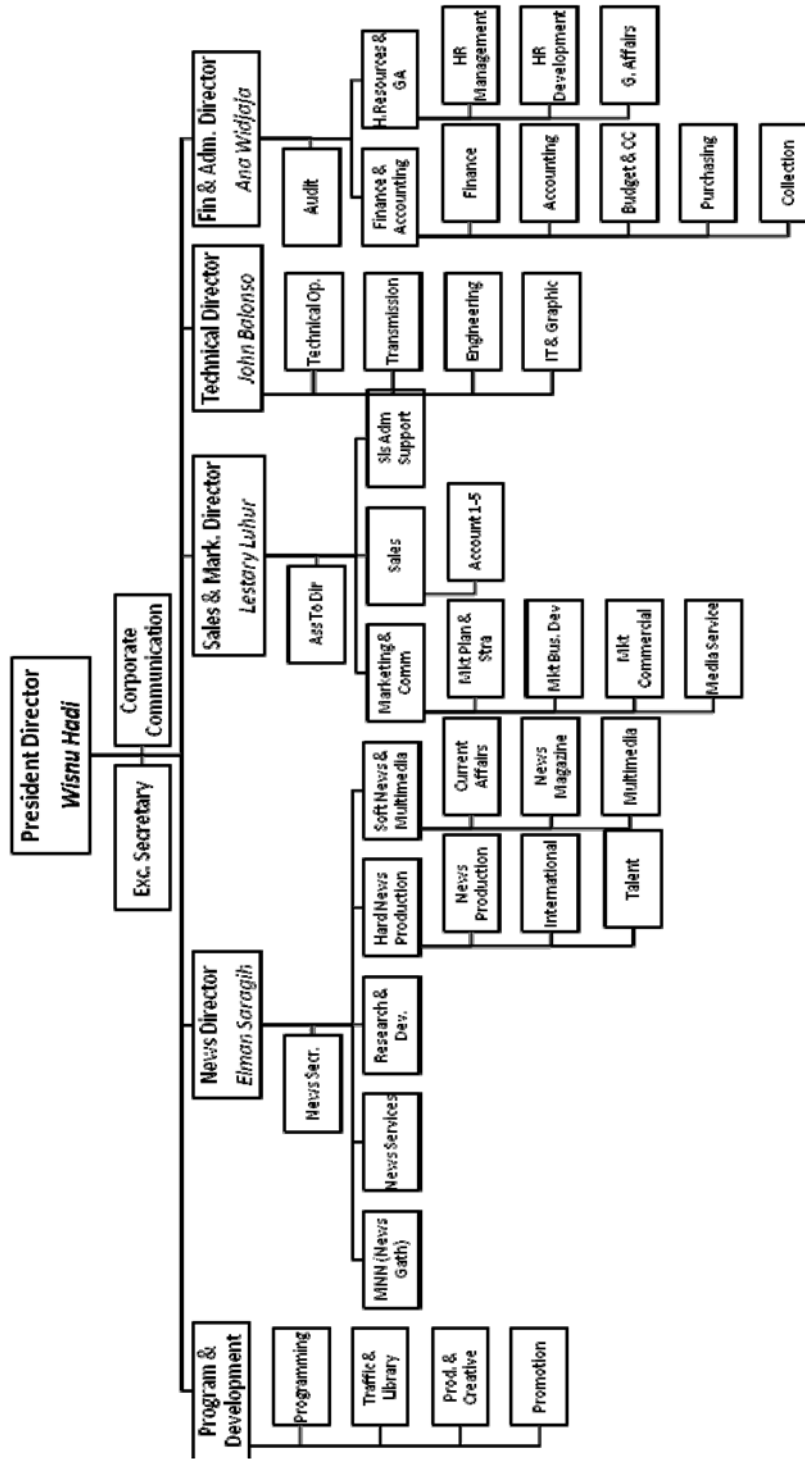 President Director
Wisnu Hadi
Exc. Secretary
Corporate
Communication
Program &
Development
Programming
Traffic &
Library
Prod. &
Creative
Promotion
News Director
Elman Saragih
News Secr.
MNN (News
Gath)
News Services
Research &
Dev.
Hard News
Production
News
Production
International
Talent
Soft News &
Multimedia
Current
Affairs
News
Magazine
Multimedia
Sales & Mark. Director
Lestary Luhur
Ass To Dir
Marketing &
Comm
Mkt Plan &
Stra
Mkt Bus. Dev
Mkt
Commercial
Media Service
Sales
Account 1-5
Sls Adm
Support
Technical Director
John Balonso
Technical Op.
Transmission
Engineering
IT & Graphic
Fin & Adm. Director
Ana Widjaja
Audit
Finance &
Accounting
Finance
Accounting
Budget & CC
Purchasing
Collection
H.Resources &
GA
HR
Management
HR
Development
G. Affairs